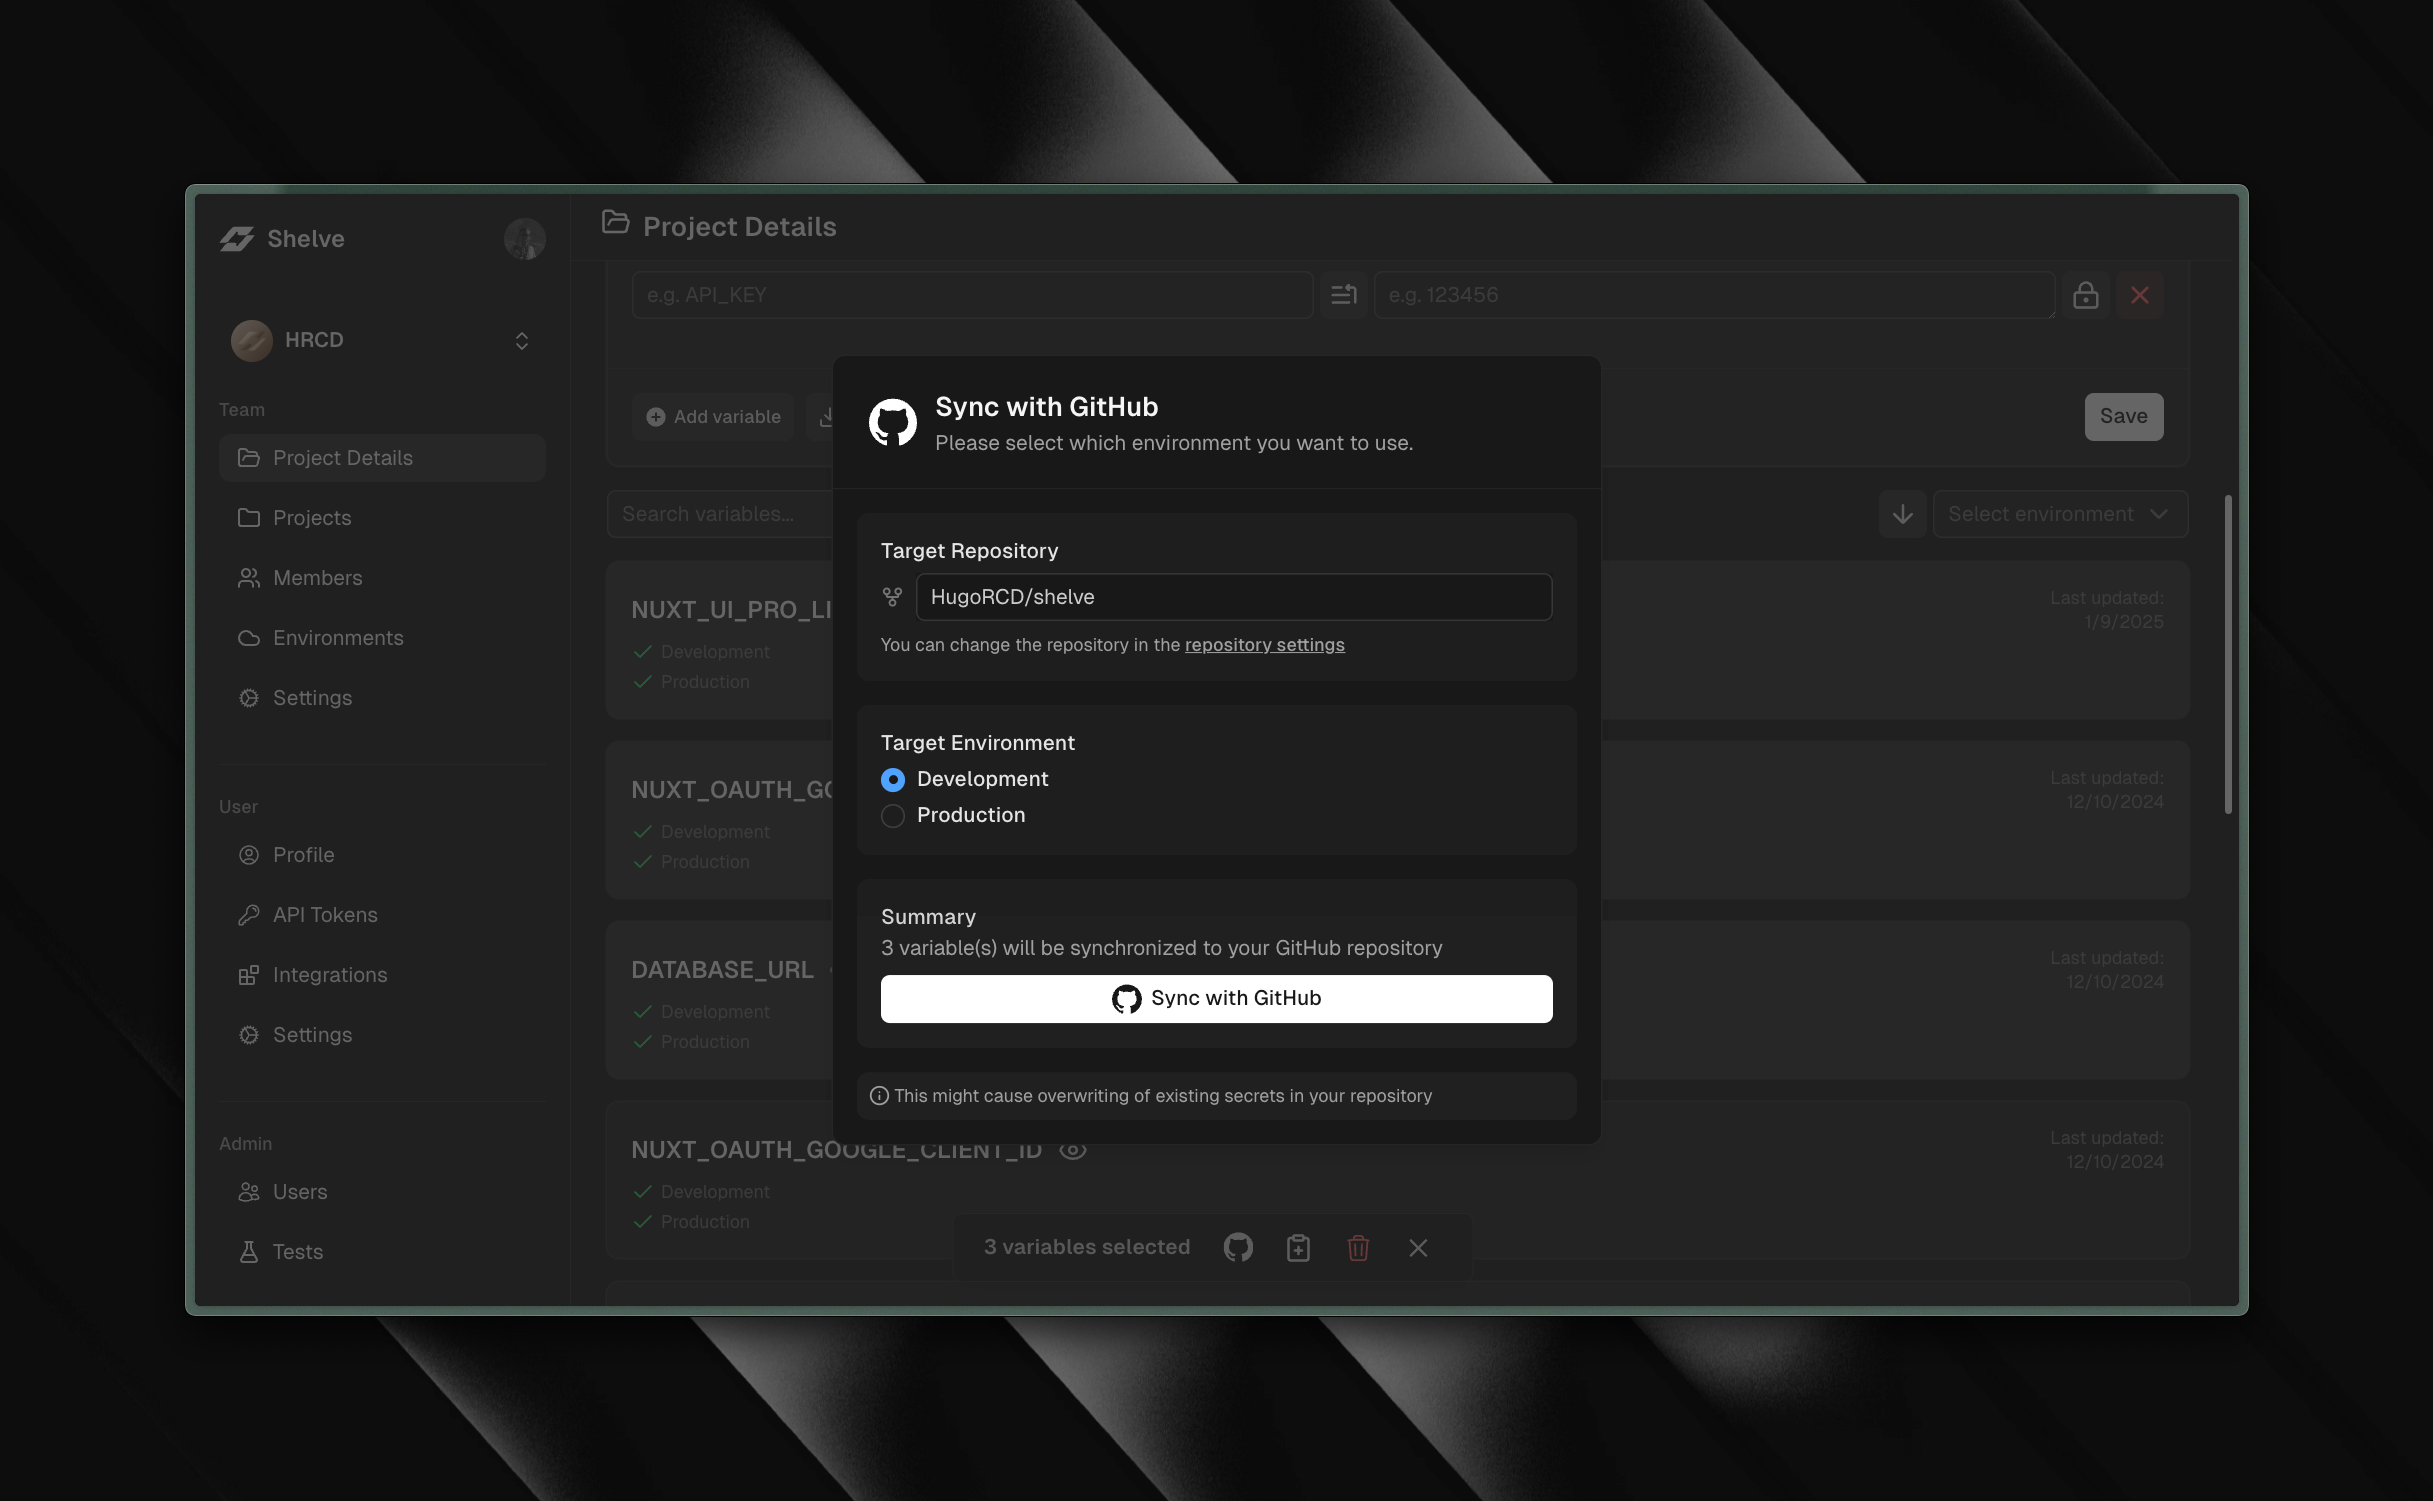 Shelve
HRCD
Team
Project Details
Projects
Members
Environments
Settings
User
Profile
API Tokens
Integrations
Settings
Admin
Users
Tests
Project Details
e.g. API_KEY
e.g. 123456
Add variable
Save
Search variables...
Select environment
NUXT_UI_PRO_LI
Development
Production
Last updated:
1/9/2025
NUXT_OAUTH_GO
Development
Production
Last updated:
12/10/2024
DATABASE_URL
Development
Production
Last updated:
12/10/2024
NUXT_OAUTH_GOOGLE_CLIENT_ID
Development
Production
Last updated:
12/10/2024
Sync with GitHub
Please select which environment you want to use.
Target Repository
HugoRCD/shelve
You can change the repository in the repository settings
Target Environment
Development
Production
Summary
3 variable(s) will be synchronized to your GitHub repository
Sync with GitHub
This might cause overwriting of existing secrets in your repository
3 variables selected